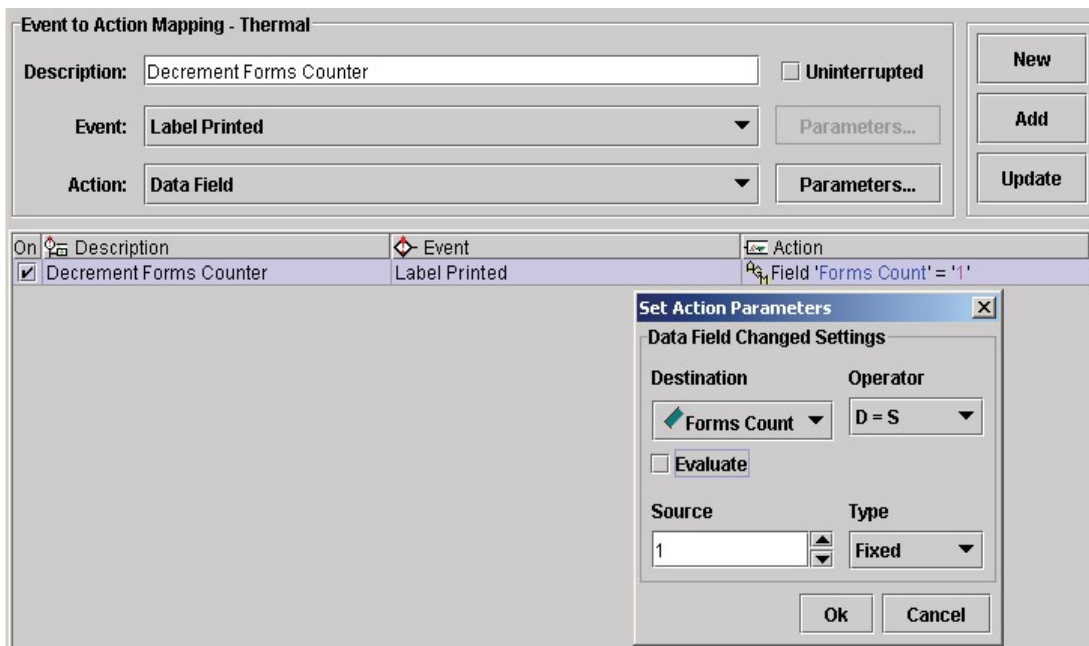 Event to Action Mapping - Thermal
Description: Decrement Forms Counter Uninterrupted
Event: Label Printed Parameters...
Action: Data Field Parameters...
New
Add
Update
On Description Event Action
Decrement Forms Counter Label Printed Field 'Forms Count' = '1'
Set Action Parameters
Data Field Changed Settings
Destination Operator
Forms Count D = S
Evaluate
Source Type
1 Fixed
Ok Cancel